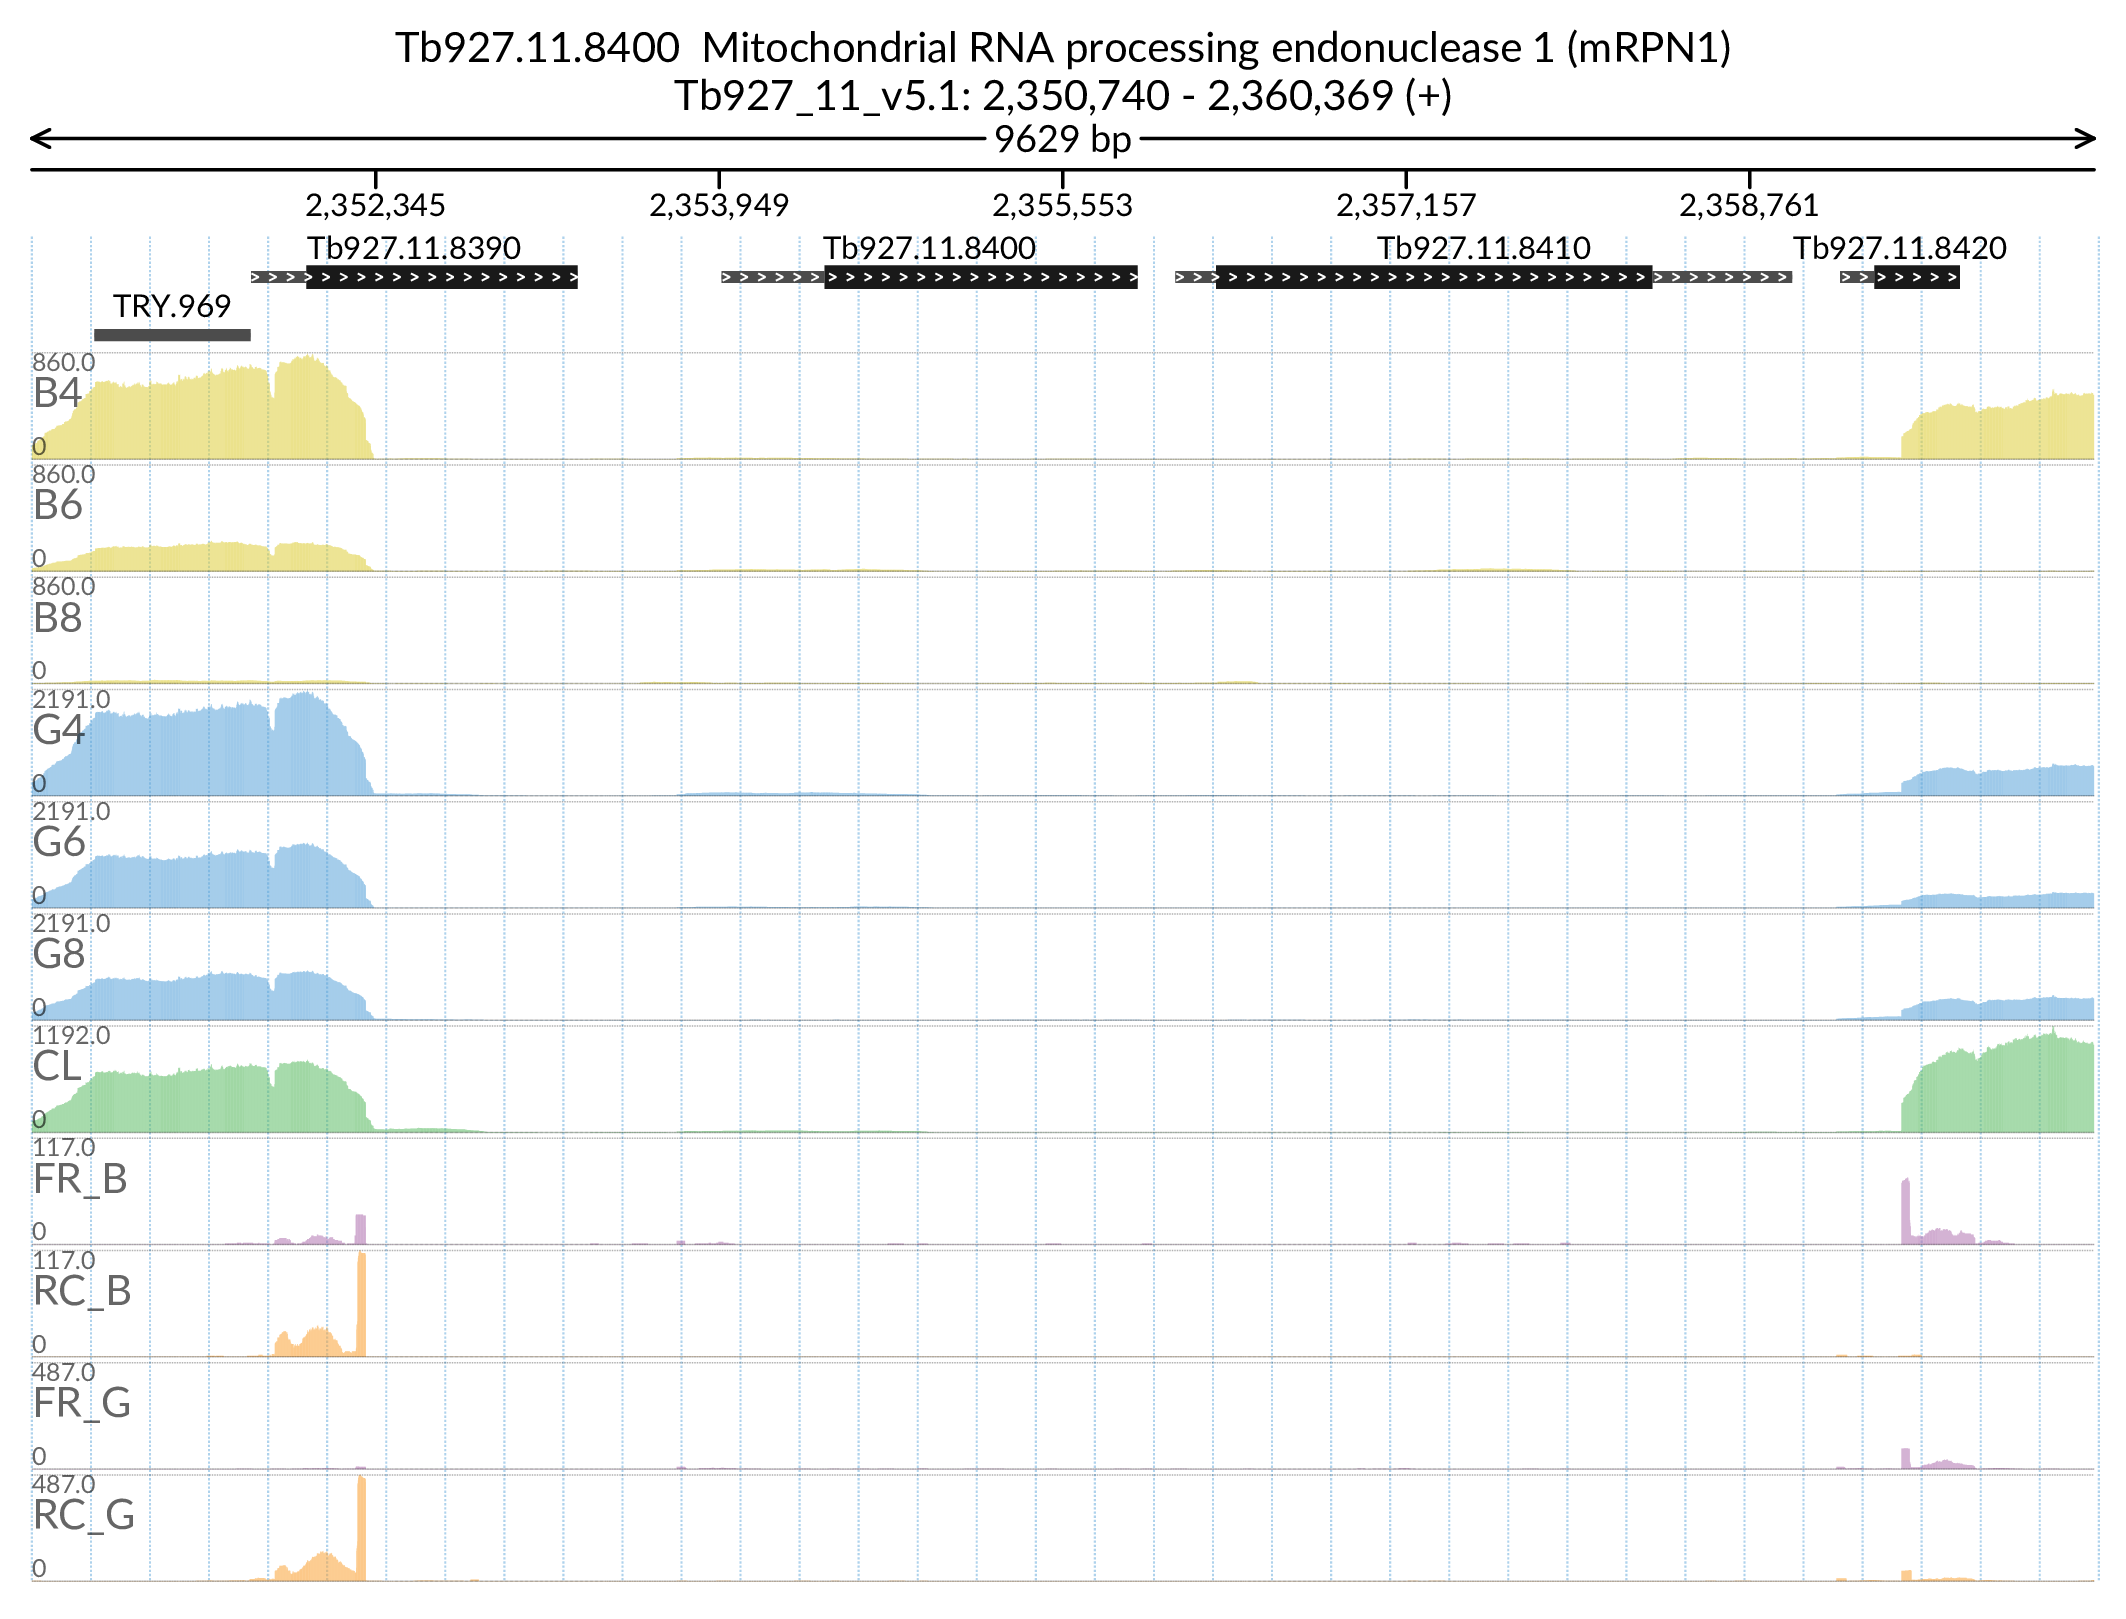 Tb927.11.8400  Mitochondrial RNA processing endonuclease 1 (mRPN1)
Tb927_11_v5.1: 2,350,740 - 2,360,369 (+)
9629 bp
2,352,345 2,353,949 2,355,553 2,357,157 2,358,761
Tb927.11.8390 Tb927.11.8400 Tb927.11.8410 Tb927.11.8420
TRY.969
860.0
B4
0
860.0
B6
0
860.0
B8
0
2191.0
G4
0
2191.0
G6
0
2191.0
G8
0
1192.0
CL
0
117.0
FR_B
0
117.0
RC_B
0
487.0
FR_G
0
487.0
RC_G
0